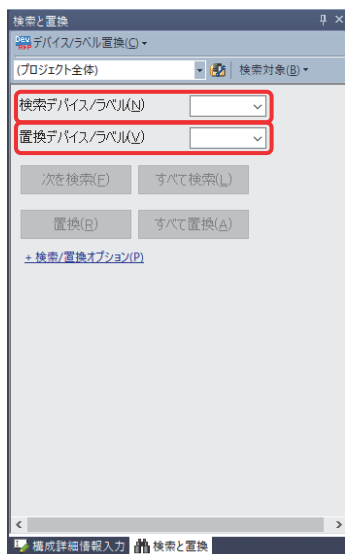 検索と置換
デバイス/ラベル置換(C)
(プロジェクト全体) 検索対象(B)
検索デバイス/ラベル(N)
置換デバイス/ラベル(V)
次を検索(F) すべて検索(L)
置換(R) すべて置換(A)
+ 検索/置換オプション(P)
構成詳細情報入力 検索と置換